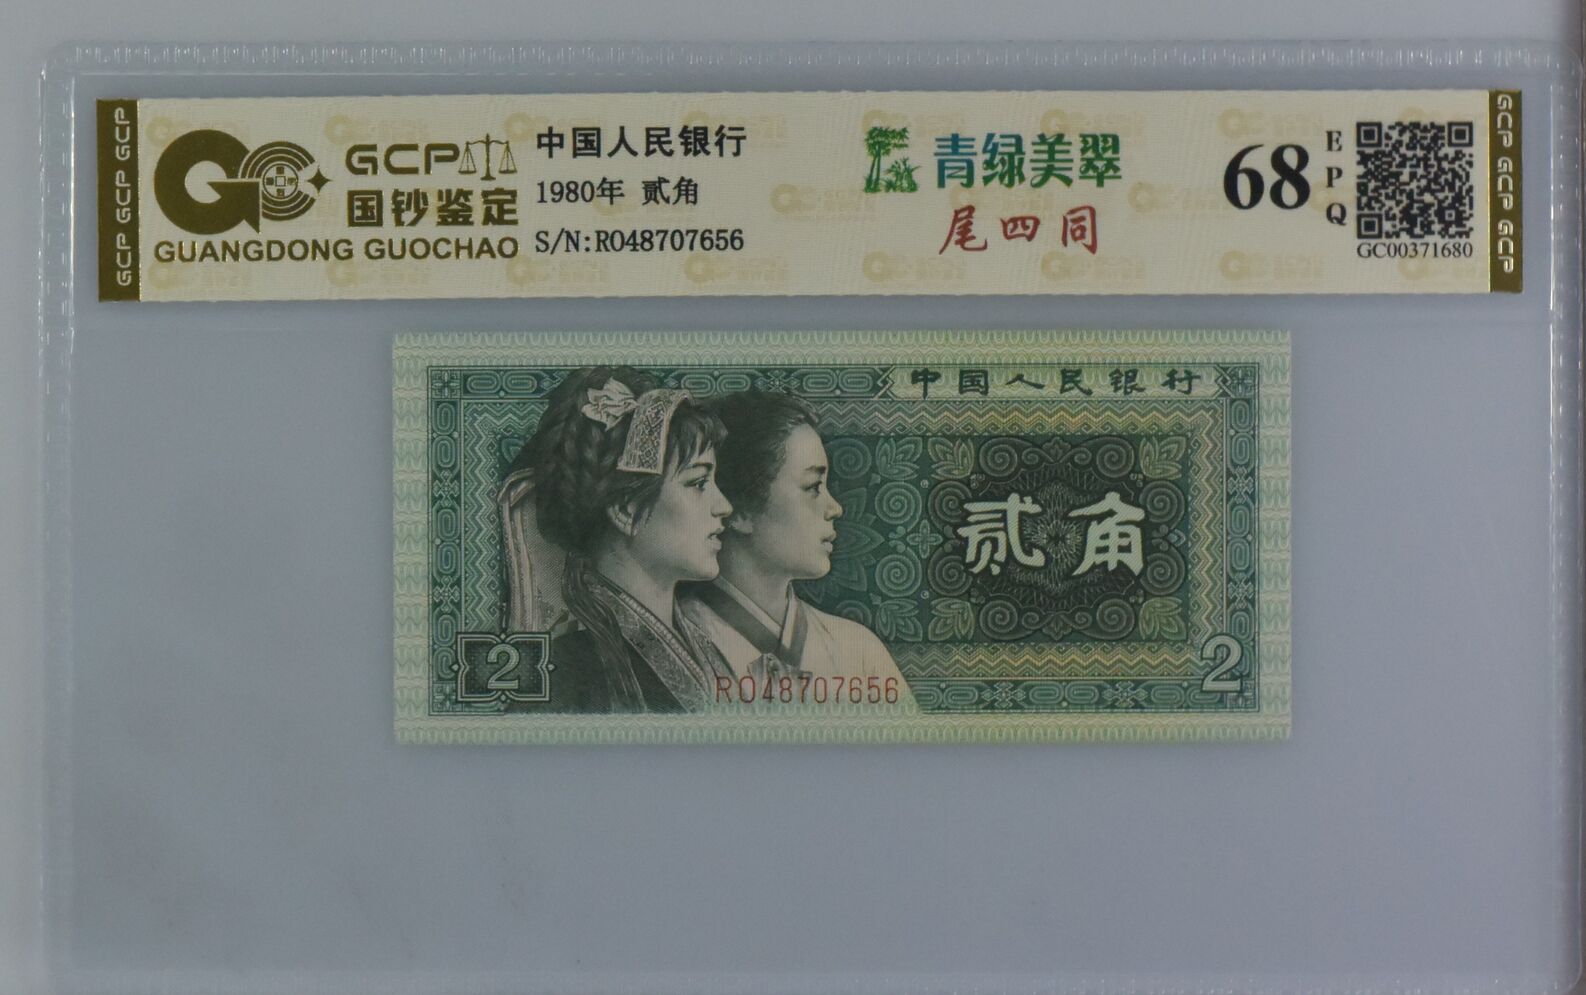 GCP GCP GCP
GCP
国钞鉴定
GUANGDONG GUOCHAO
中国人民银行
1980年 贰角
S/N:RO48707656
青绿美翠
尾四同
68
EPQ
GC00371680
GCP GCP GCP
中国人民银行
贰角
2
RO48707656
2